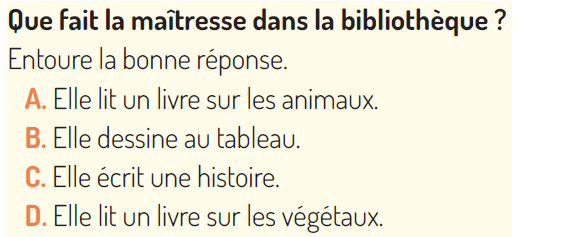 Que fait la maîtresse dans la bibliothèque ?
Entoure la bonne réponse.
A. Elle lit un livre sur les animaux.
B. Elle dessine au tableau.
C. Elle écrit une histoire.
D. Elle lit un livre sur les végétaux.